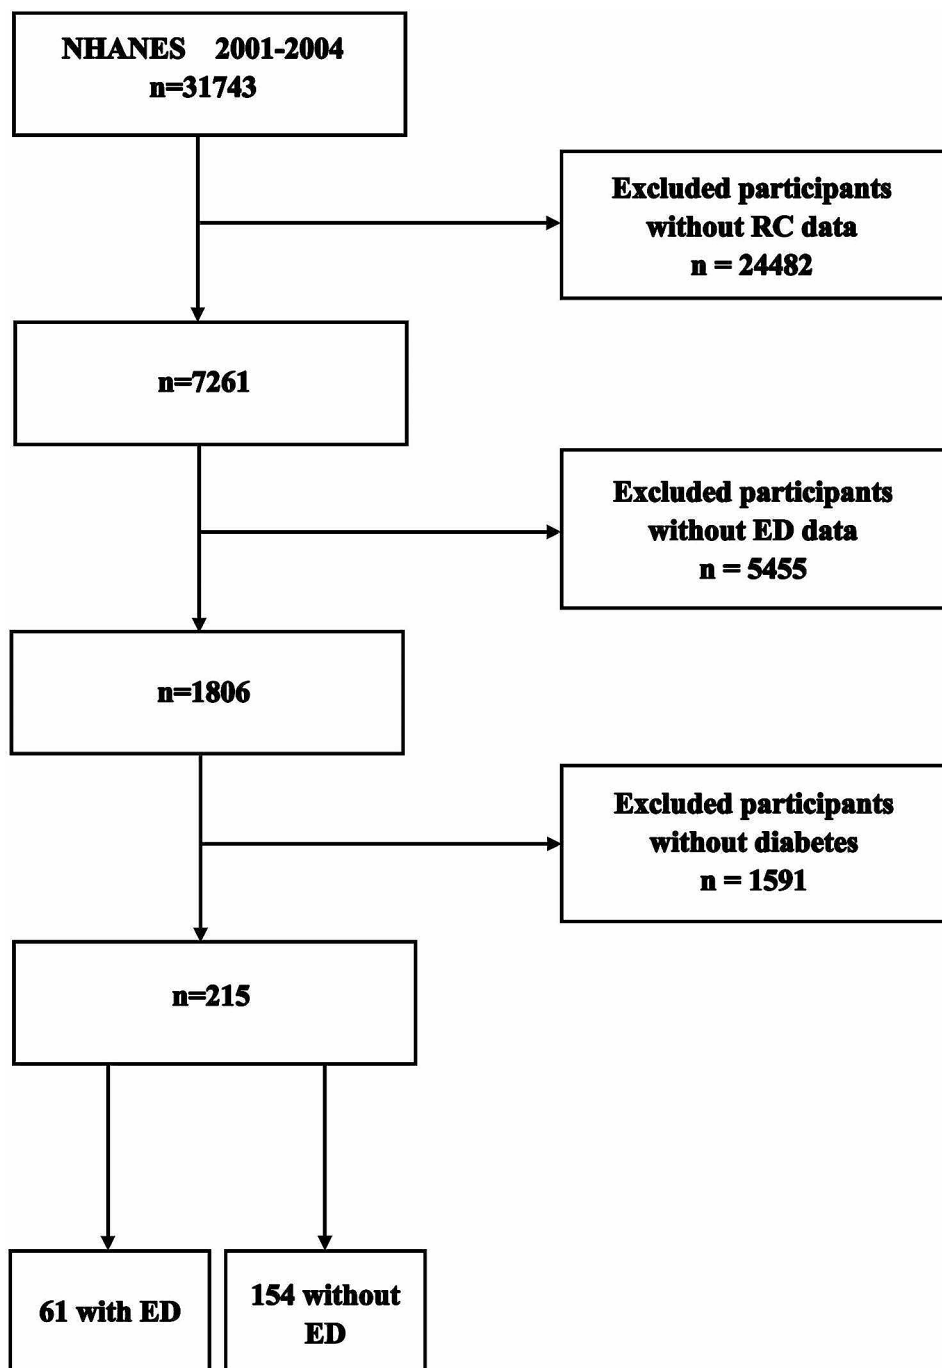 NHANES 2001-2004
n=31743
Excluded participants
without RC data
n = 24482
n=7261
Excluded participants
without ED data
n = 5455
n=1806
Excluded participants
without diabetes
n = 1591
n=215
61 with ED
154 without
ED